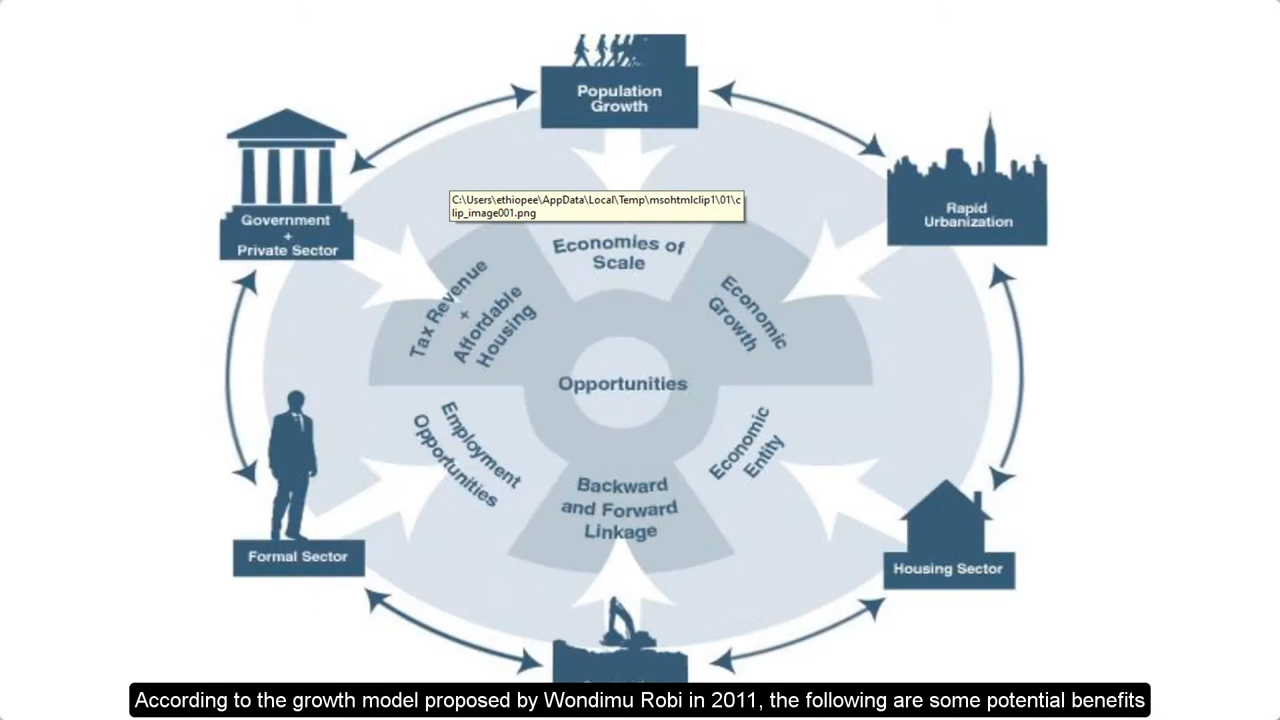 Population
Growth
Government
+
Private Sector
Rapid
Urbanization
C:\Users\ethiopee\AppData\Local\Temp\msohtmlclip1\01\c
lip_image001.png
Economies of
Scale
Tax Revenue
+
Affordable
Housing
Economic
Growth
Opportunities
Employment
Opportunities
Economic
Entity
Backward
and Forward
Linkage
Formal Sector
Housing Sector
According to the growth model proposed by Wondimu Robi in 2011, the following are some potential benefits